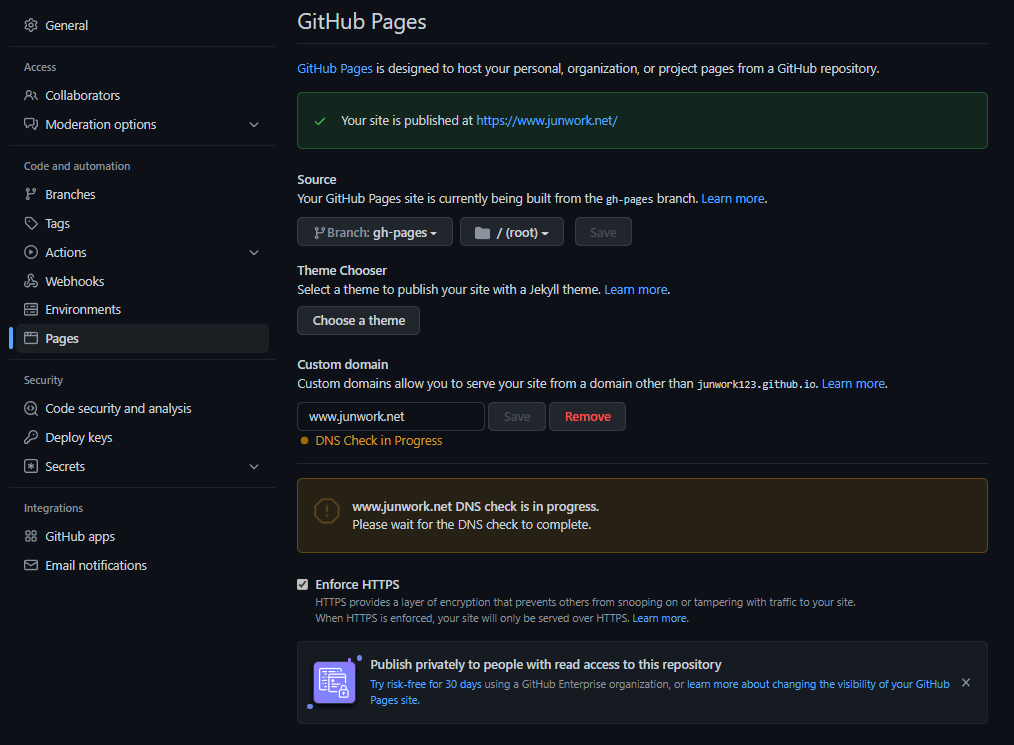 General
Access
Collaborators
Moderation options
Code and automation
Branches
Tags
Actions
Webhooks
Environments
Pages
Security
Code security and analysis
Deploy keys
Secrets
Integrations
GitHub apps
Email notifications
GitHub Pages
GitHub Pages is designed to host your personal, organization, or project pages from a GitHub repository.
Your site is published at https://www.junwork.net/
Source
Your GitHub Pages site is currently being built from the gh-pages branch. Learn more.
Branch: gh-pages
/ (root)
Save
Theme Chooser
Select a theme to publish your site with a Jekyll theme. Learn more.
Choose a theme
Custom domain
Custom domains allow you to serve your site from a domain other than junwork123.github.io. Learn more.
www.junwork.net
Save
Remove
DNS Check in Progress
www.junwork.net DNS check is in progress.
Please wait for the DNS check to complete.
Enforce HTTPS
HTTPS provides a layer of encryption that prevents others from snooping on or tampering with traffic to your site.
When HTTPS is enforced, your site will only be served over HTTPS. Learn more.
Publish privately to people with read access to this repository
Try risk-free for 30 days using a GitHub Enterprise organization, or learn more about changing the visibility of your GitHub
Pages site.